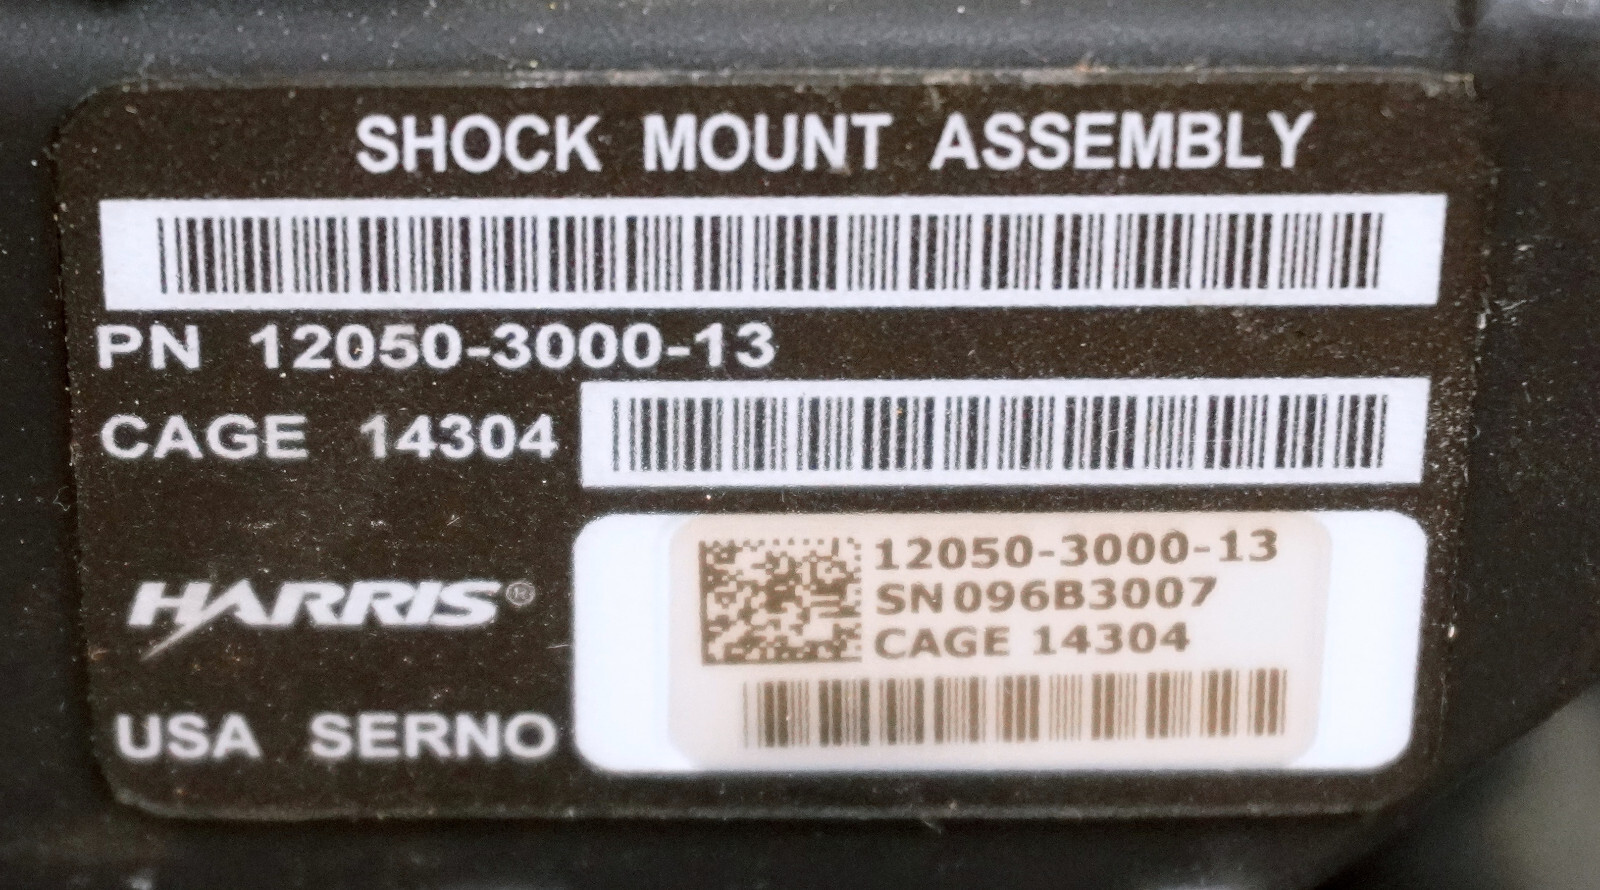 SHOCK MOUNT ASSEMBLY
PN 12050-3000-13
CAGE 14304
12050-3000-13
SN096B3007
CAGE 14304
HARRIS®
USA SERNO